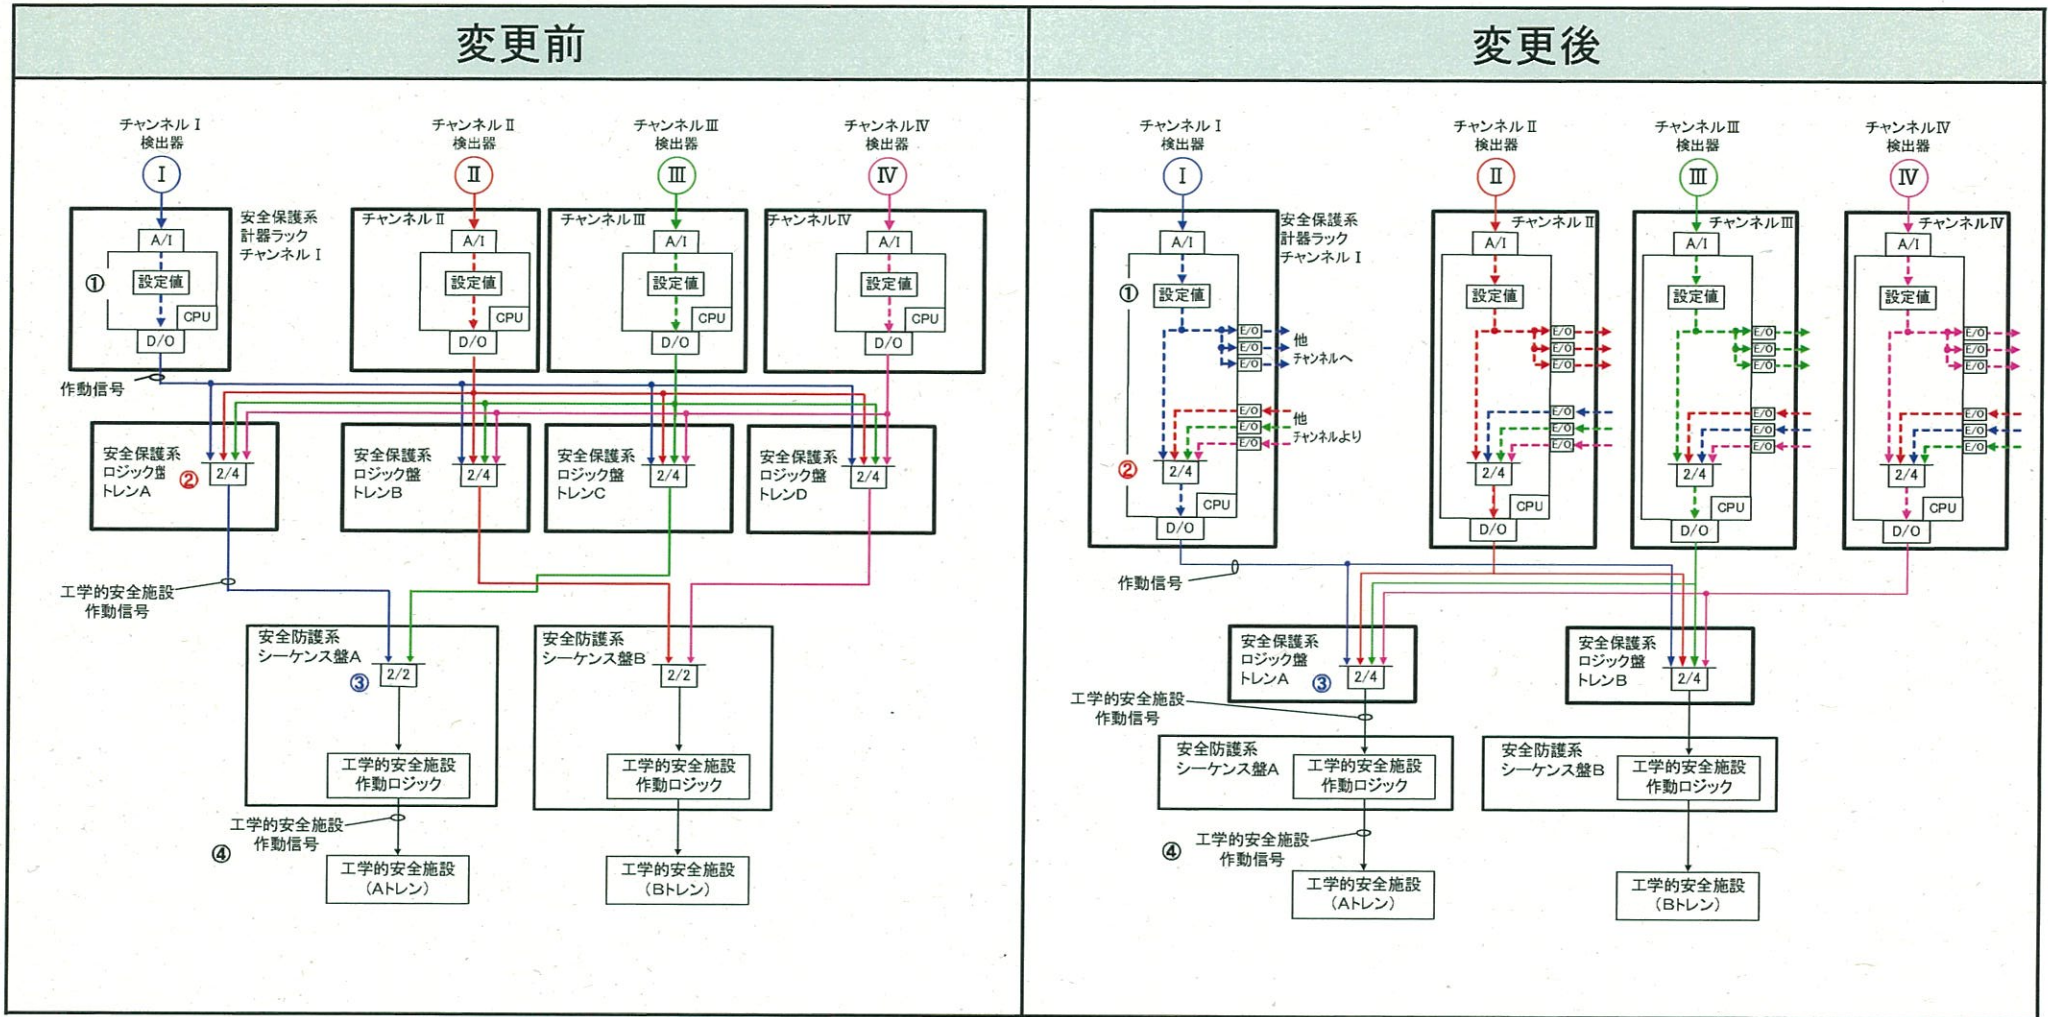 変更前
チャンネルⅠ
検出器
チャンネルⅡ
検出器
チャンネルⅢ
検出器
チャンネルⅣ
検出器
Ⅰ
Ⅱ
Ⅲ
Ⅳ
安全保護系
計器ラック
チャンネルⅠ
チャンネルⅡ
チャンネルⅢ
チャンネルⅣ
A/I
A/I
A/I
A/I
①
設定値
設定値
設定値
設定値
CPU
CPU
CPU
CPU
D/O
D/O
D/O
D/O
作動信号
安全保護系
ロジック盤
トレンA
②
2/4
安全保護系
ロジック盤
トレンB
2/4
安全保護系
ロジック盤
トレンC
2/4
安全保護系
ロジック盤
トレンD
2/4
工学的安全施設
作動信号
安全防護系
シーケンス盤A
③
2/2
工学的安全施設
作動ロジック
安全防護系
シーケンス盤B
2/2
工学的安全施設
作動ロジック
工学的安全施設
作動信号
④
工学的安全施設
(Aトレン)
工学的安全施設
(Bトレン)
変更後
チャンネルⅠ
検出器
チャンネルⅡ
検出器
チャンネルⅢ
検出器
チャンネルⅣ
検出器
Ⅰ
Ⅱ
Ⅲ
Ⅳ
安全保護系
計器ラック
チャンネルⅠ
チャンネルⅡ
チャンネルⅢ
チャンネルⅣ
A/I
A/I
A/I
A/I
①
設定値
設定値
設定値
設定値
E/O
E/O
E/O
他
チャンネルへ
E/O
E/O
E/O
E/O
E/O
E/O
E/O
E/O
E/O
E/O
E/O
E/O
他
チャンネルより
E/O
E/O
E/O
E/O
E/O
E/O
E/O
E/O
E/O
②
2/4
2/4
2/4
2/4
CPU
CPU
CPU
CPU
D/O
D/O
D/O
D/O
作動信号
安全保護系
ロジック盤
トレンA
③
2/4
安全保護系
ロジック盤
トレンB
2/4
工学的安全施設
作動信号
安全防護系
シーケンス盤A
工学的安全施設
作動ロジック
安全防護系
シーケンス盤B
工学的安全施設
作動ロジック
④
工学的安全施設
作動信号
工学的安全施設
(Aトレン)
工学的安全施設
(Bトレン)